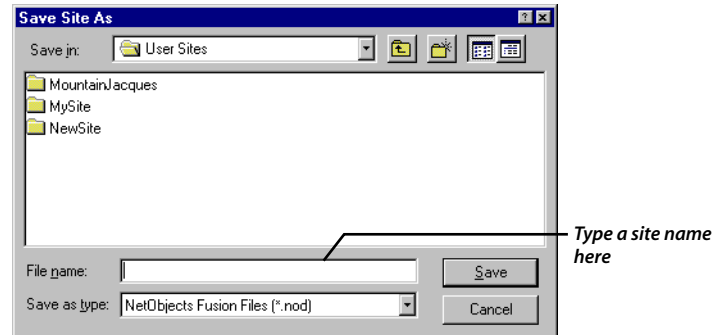 Save Site As
Save in: User Sites
MountainJacques
MySite
NewSite
Type a site name
here
File name: Save
Save as type: NetObjects Fusion Files (*.nod) Cancel